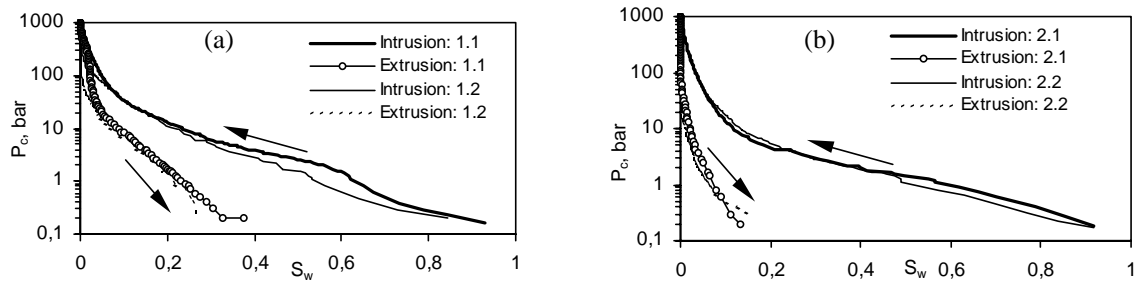 (a)
Intrusion: 1.1
Extrusion: 1.1
Intrusion: 1.2
Extrusion: 1.2
P_c, bar
1000
100
10
1
0,1
0
0,2
0,4
S_w
0,6
0,8
1
(b)
Intrusion: 2.1
Extrusion: 2.1
Intrusion: 2.2
Extrusion: 2.2
P_c, bar
1000
100
10
1
0,1
0
0,2
0,4
S_w
0,6
0,8
1